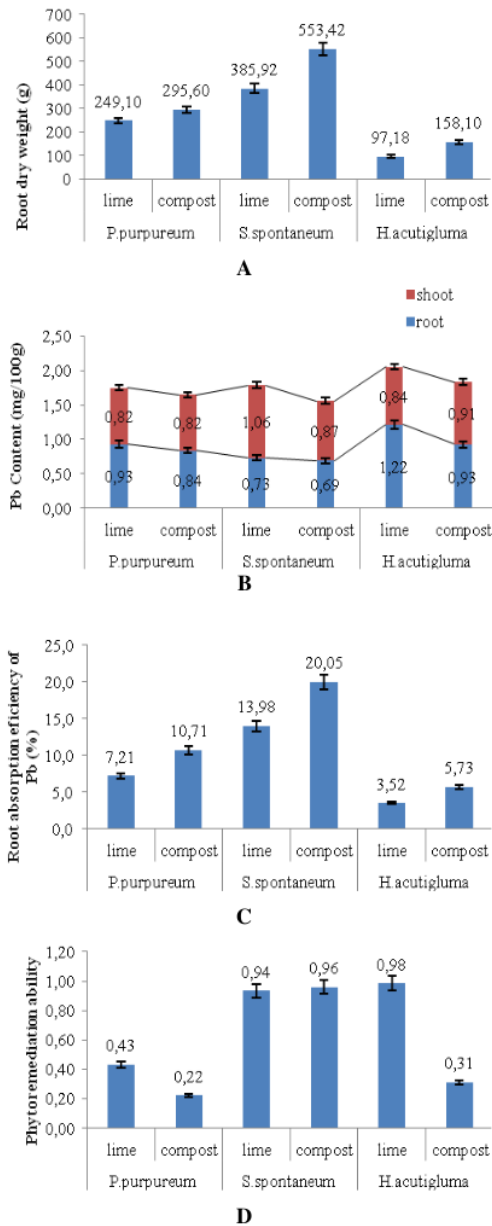 Root dry weight (g)
800
700
600
500
400
300
200
100
0
249,10
295,60
385,92
553,42
97,18
158,10
lime
compost
lime
compost
lime
compost
P.purpureum
S.spontaneum
H.acutigluma
A
shoot
root
Pb Content (mg/100g)
2,50
2,00
1,50
1,00
0,50
0,00
0,82
0,82
1,06
0,87
0,84
0,91
0,93
0,84
0,73
0,69
1,22
0,93
lime
compost
lime
compost
lime
compost
P.purpureum
S.spontaneum
H.acutigluma
B
Root absorption eficiency of
Pb (%)
25,0
20,0
15,0
10,0
5,0
0,0
7,21
10,71
13,98
20,05
3,52
5,73
lime
compost
lime
compost
lime
compost
P.purpureum
S.spontaneum
H.acutigluma
C
Phytoremediation ability
1,20
1,00
0,80
0,60
0,40
0,20
0,00
0,43
0,22
0,94
0,96
0,98
0,31
lime
compost
lime
compost
lime
compost
P.purpureum
S.spontaneum
H.acutigluma
D